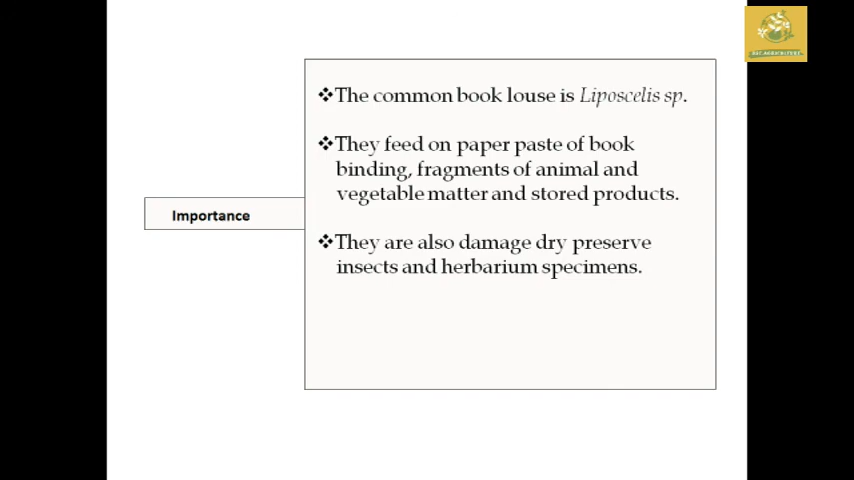 ❖The common book louse is Liposcelis sp.
❖They feed on paper paste of book
binding, fragments of animal and
vegetable matter and stored products.
Importance
❖They are also damage dry preserve
insects and herbarium specimens.